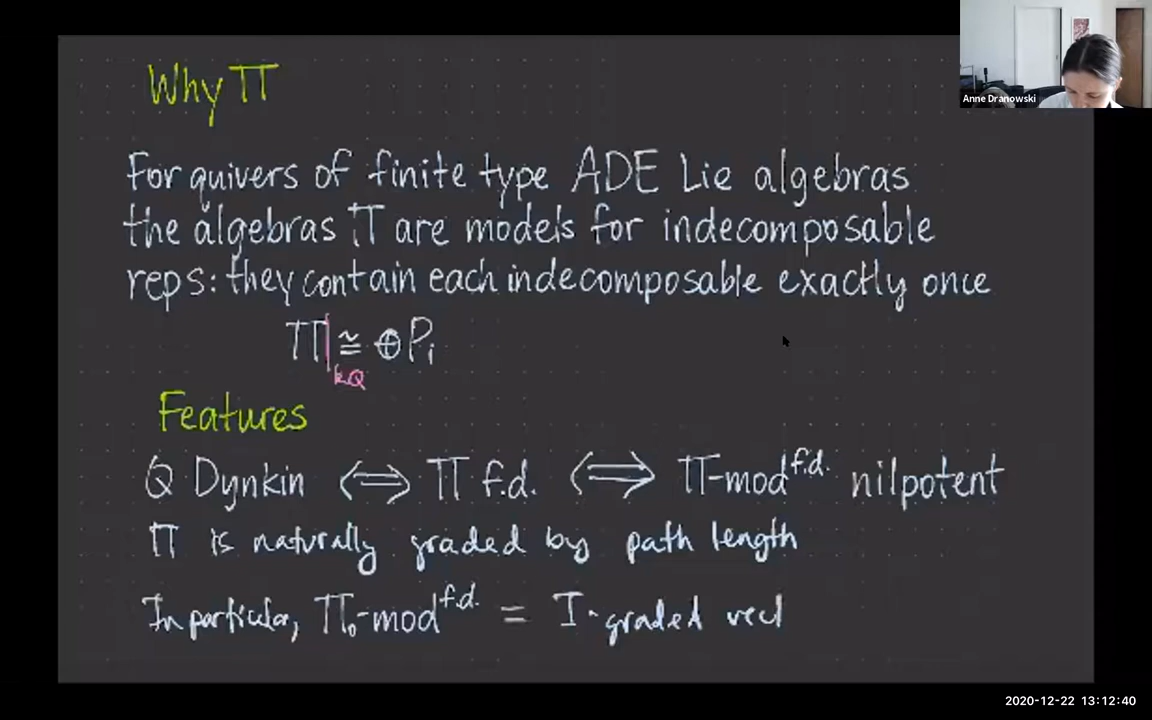 Why Π
Anne Dranowski
For quivers of finite type ADE Lie algebras
the algebras Π are models for indecomposable
reps: they contain each indecomposable exactly once
Π|kQ ≅ ⊕Pi
Features
Q Dynkin ⟺ Π f.d. ⟺ Π-mod^f.d. nilpotent
Π is naturally graded by path length
In particular, Π₀-mod^f.d. = I-graded vect
2020-12-22 13:12:40